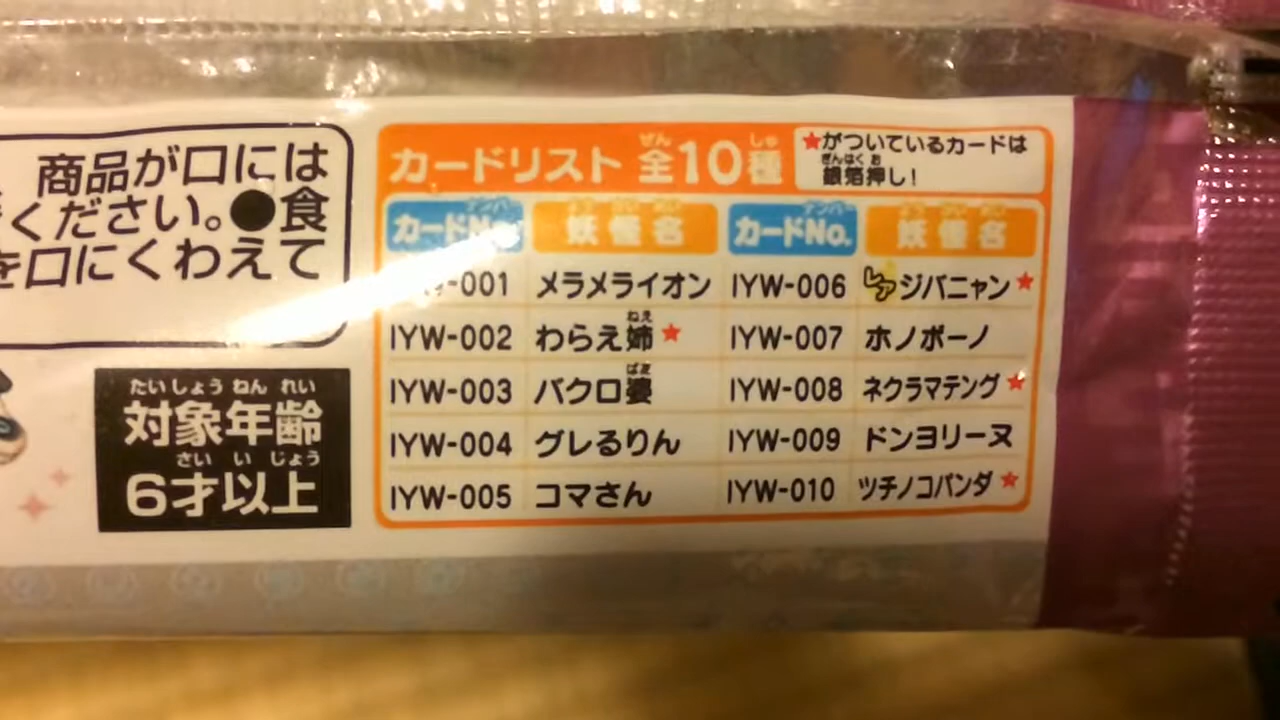 商品が口には
ください。●食
を口にくわえて
たいしょう ねん れい
対象年齢
さい い じょう
6才以上
カードリスト 全10種
ぜん しゅ
★がついているカードは
ぎんはく お
銀箔押し!
カードNo. 妖怪名 カードNo. 妖怪名
-001 メラメライオン IYW-006 レアジバニャン★
ねえ
IYW-002 わらえ姉★ IYW-007 ホノボーノ
ばあ
IYW-003 バクロ婆 IYW-008 ネクラマテング★
IYW-004 グレるりん IYW-009 ドンヨリーヌ
IYW-005 コマさん IYW-010 ツチノコパンダ★